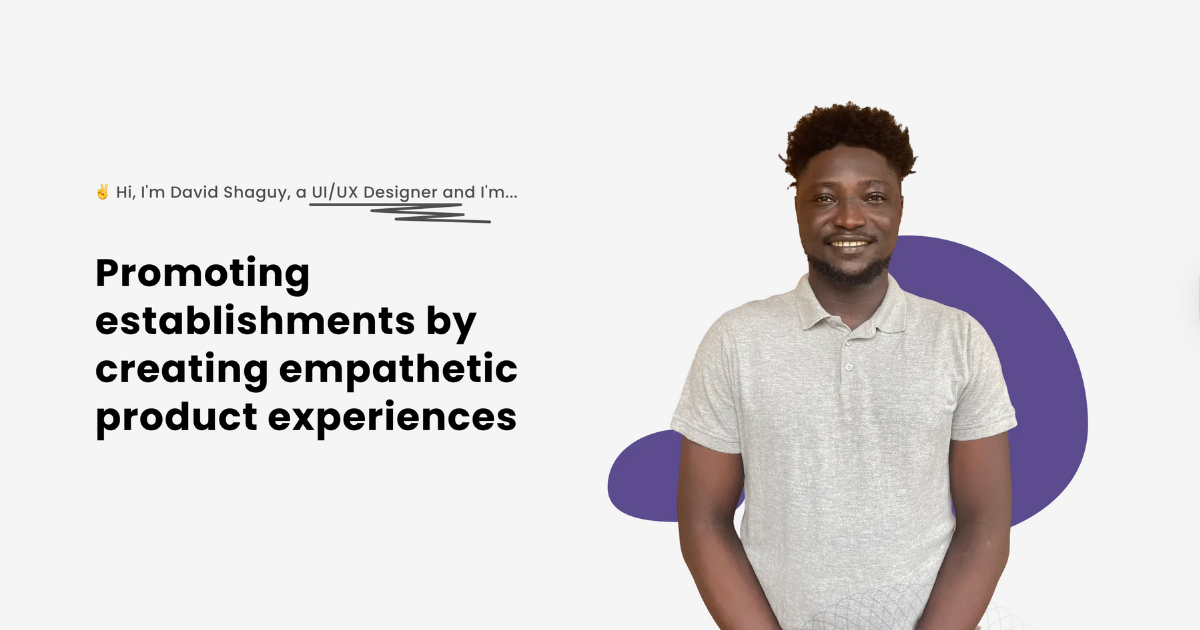 ✌️ Hi, I'm David Shaguy, a UI/UX Designer and I'm...
Promoting
establishments by
creating empathetic
product experiences